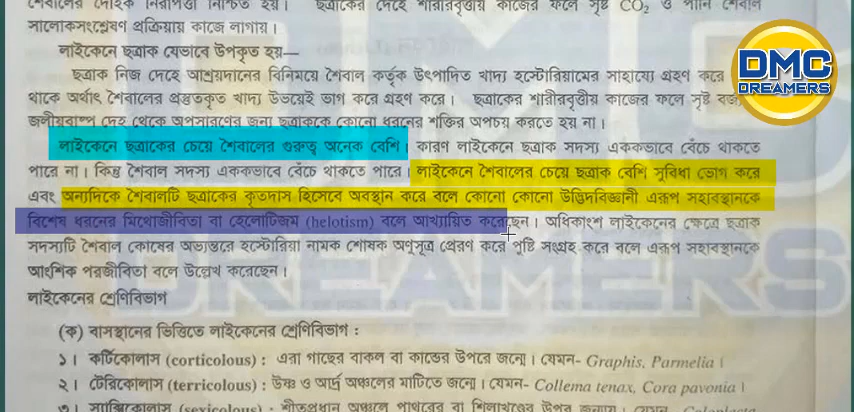 শৈবালের দৈহিক নিরাপত্তা নিশ্চিত হয়। ছত্রাকের দেহে শারীরবৃত্তীয় কাজের ফলে সৃষ্ট CO2 ও পানি শৈবাল
সালোকসংশ্লেষণ প্রক্রিয়ায় কাজে লাগায়।
লাইকেনে ছত্রাক যেভাবে উপকৃত হয়—
ছত্রাক নিজ দেহে আশ্রয়দানের বিনিময়ে শৈবাল কর্তৃক উৎপাদিত খাদ্য হস্টোরিয়ামের সাহায্যে গ্রহণ করে
থাকে অর্থাৎ শৈবালের প্রস্তুতকৃত খাদ্য উভয়েই ভাগ করে গ্রহণ করে। ছত্রাকের শারীরবৃত্তীয় কাজের ফলে সৃষ্ট
জলীয়বাষ্প দেহ থেকে অপসারণের জন্য ছত্রাককে কোনো ধরনের শক্তির অপচয় করতে হয় না।
লাইকেনে ছত্রাকের চেয়ে শৈবালের গুরুত্ব অনেক বেশি। কারণ লাইকেনে ছত্রাক সদস্য এককভাবে বেঁচে থাকতে
পারে না। কিন্তু শৈবাল সদস্য এককভাবে বেঁচে থাকতে পারে। লাইকেনে শৈবালের চেয়ে ছত্রাক বেশি সুবিধা ভোগ করে
এবং অন্যদিকে শৈবালটি ছত্রাকের কৃতদাস হিসেবে অবস্থান করে বলে কোনো কোনো উদ্ভিদবিজ্ঞানী এরূপ সহাবস্থানকে
বিশেষ ধরনের মিথোজীবিতা বা হেলোটিজম (helotism) বলে আখ্যায়িত করেছেন। অধিকাংশ লাইকেনের ক্ষেত্রে ছত্রাক
সদস্যটি শৈবাল কোষের অভ্যন্তরে হস্টোরিয়া নামক শোষক অণুসূত্র প্রেরণ করে পুষ্টি সংগ্রহ করে বলে এরূপ সহাবস্থানকে
আংশিক পরজীবিতা বলে উল্লেখ করেছেন।
লাইকেনের শ্রেণিবিভাগ
(ক) বাসস্থানের ভিত্তিতে লাইকেনের শ্রেণিবিভাগ :
১। কর্টিকোলাস (corticolous) : এরা গাছের বাকল বা কান্ডের উপরে জন্মে। যেমন- Graphis, Parmelia।
২। টেরিকোলাস (terricolous) : উষ্ণ ও আর্দ্র অঞ্চলের মাটিতে জন্মে। যেমন- Collema tenax, Cora pavonia।
৩। স্যাক্সিকোলাস (sexicolous) : শীতপ্রধান অঞ্চলে পাথরের বা শিলাখণ্ডের উপর জন্মায়। যেমন-
DMC
DREAMERS
DMC
DREAMERS